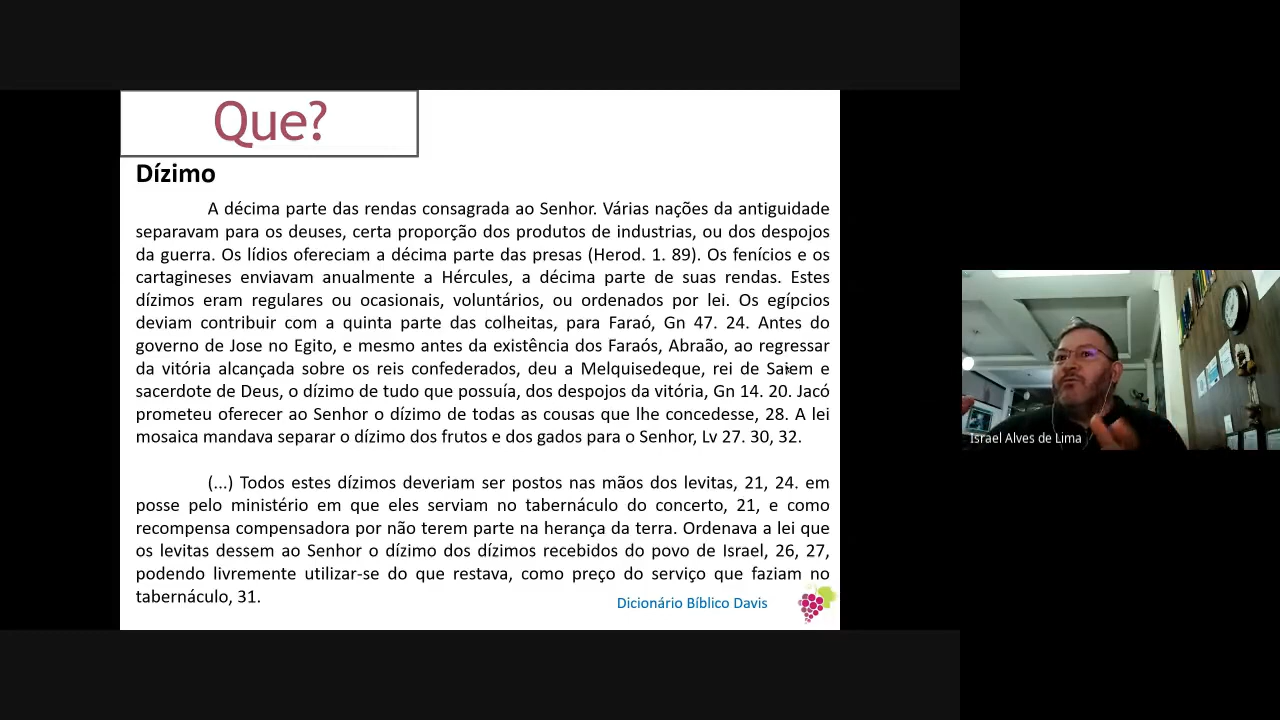 Que?
Dízimo
A décima parte das rendas consagrada ao Senhor. Várias nações da antiguidade
separavam para os deuses, certa proporção dos produtos de industrias, ou dos despojos
da guerra. Os lídios ofereciam a décima parte das presas (Herod. 1. 89). Os fenícios e os
cartagineses enviavam anualmente a Hércules, a décima parte de suas rendas. Estes
dízimos eram regulares ou ocasionais, voluntários, ou ordenados por lei. Os egípcios
deviam contribuir com a quinta parte das colheitas, para Faraó, Gn 47. 24. Antes do
governo de Jose no Egito, e mesmo antes da existência dos Faraós, Abraão, ao regressar
da vitória alcançada sobre os reis confederados, deu a Melquisedeque, rei de Salem e
sacerdote de Deus, o dízimo de tudo que possuía, dos despojos da vitória, Gn 14. 20. Jacó
prometeu oferecer ao Senhor o dízimo de todas as cousas que lhe concedesse, 28. A lei
mosaica mandava separar o dízimo dos frutos e dos gados para o Senhor, Lv 27. 30, 32.
(...) Todos estes dízimos deveriam ser postos nas mãos dos levitas, 21, 24. em
posse pelo ministério em que eles serviam no tabernáculo do concerto, 21, e como
recompensa compensadora por não terem parte na herança da terra. Ordenava a lei que
os levitas dessem ao Senhor o dízimo dos dízimos recebidos do povo de Israel, 26, 27,
podendo livremente utilizar-se do que restava, como preço do serviço que faziam no
tabernáculo, 31.
Dicionário Bíblico Davis
Israel Alves de Lima